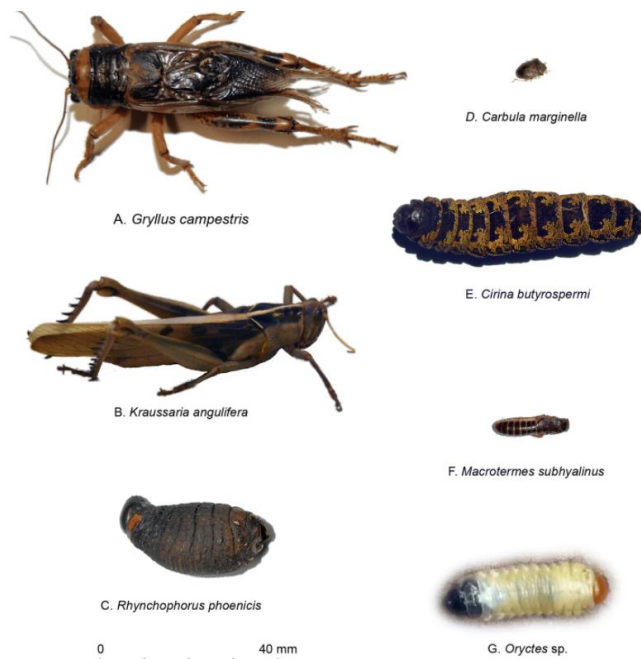 A. Gryllus campestris
D. Carbula marginella
E. Cirina butyrospermi
B. Kraussaria angulifera
F. Macrotermes subhyalinus
C. Rhynchophorus phoenicis
G. Oryctes sp.
0 40 mm